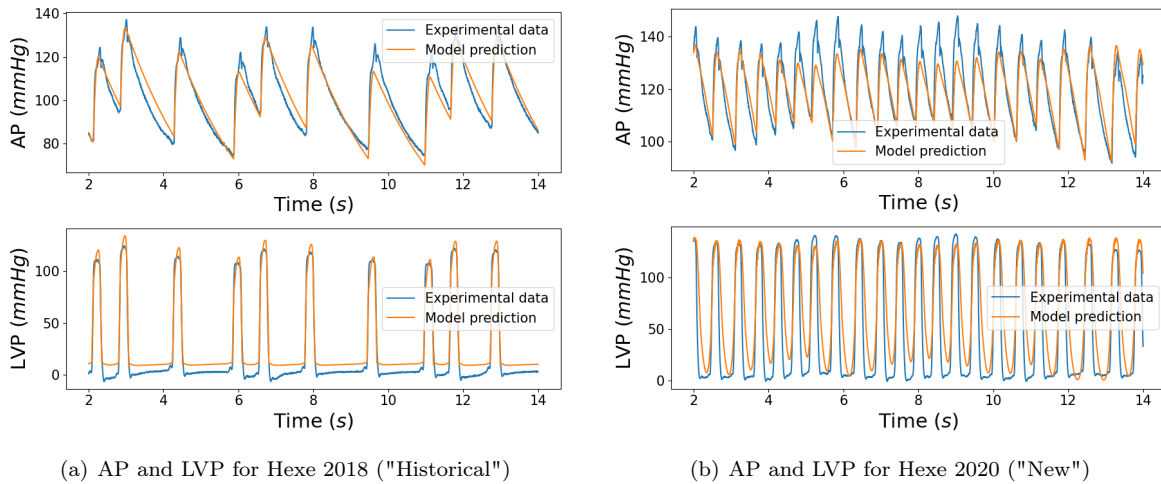 AP (mmHg)
140
120
100
80
Experimental data
Model prediction
2
4
6
8
10
12
14
Time (s)
LVP (mmHg)
100
50
0
Experimental data
Model prediction
2
4
6
8
10
12
14
Time (s)
(a) AP and LVP for Hexe 2018 ("Historical")
AP (mmHg)
140
120
100
Experimental data
Model prediction
2
4
6
8
10
12
14
Time (s)
LVP (mmHg)
100
50
0
Experimental data
Model prediction
2
4
6
8
10
12
14
Time (s)
(b) AP and LVP for Hexe 2020 ("New")